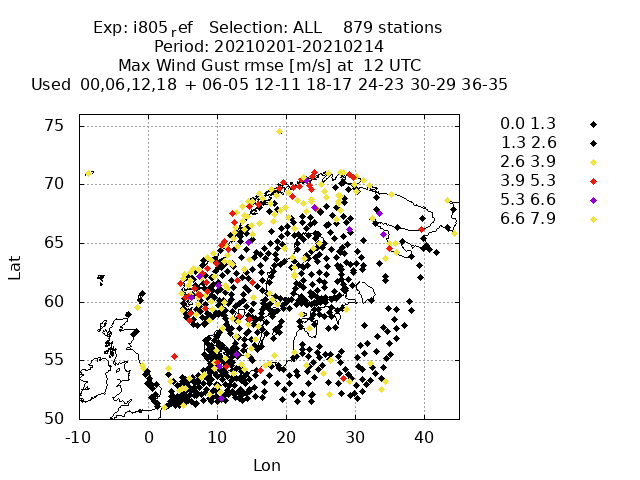 Exp: i805ref Selection: ALL 879 stations
Period: 20210201-20210214
Max Wind Gust rmse [m/s] at 12 UTC
Used 00,06,12,18 + 06-05 12-11 18-17 24-23 30-29 36-35
0.0 1.3
1.3 2.6
2.6 3.9
3.9 5.3
5.3 6.6
6.6 7.9
Lat
75
70
65
60
55
50
-10 0 10 20 30 40
Lon